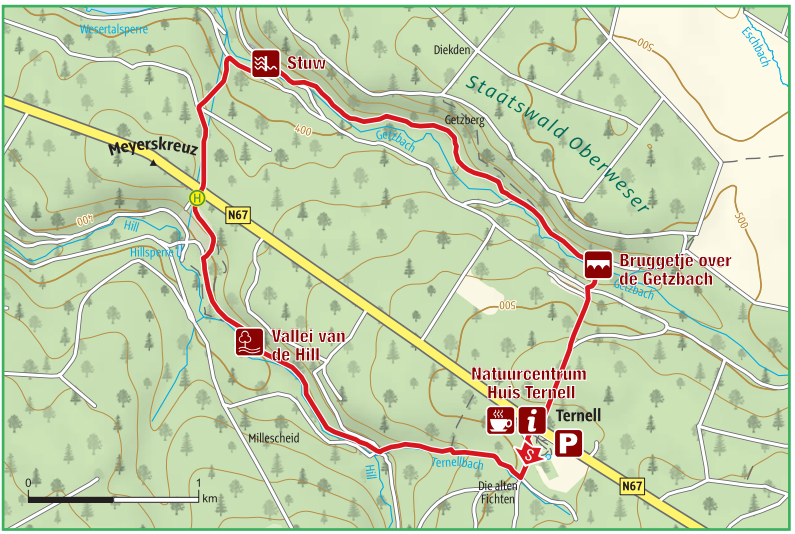 Wesertalsperre
Eschbach
500
Diekden
Stuw
Staatswald Oberweser
Getzberg
400
Getzbach
Meyerskreuz
H
N67
400
Hill
Hillsperre
500
Bruggetje over
de Getzbach
Getzbach
500
Vallei van
de Hill
Natuurcentrum
Huis Ternell
i
Ternell
P
S
Millescheid
Hill
Ternellbach
Die alten
Fichten
N67
0 1
km